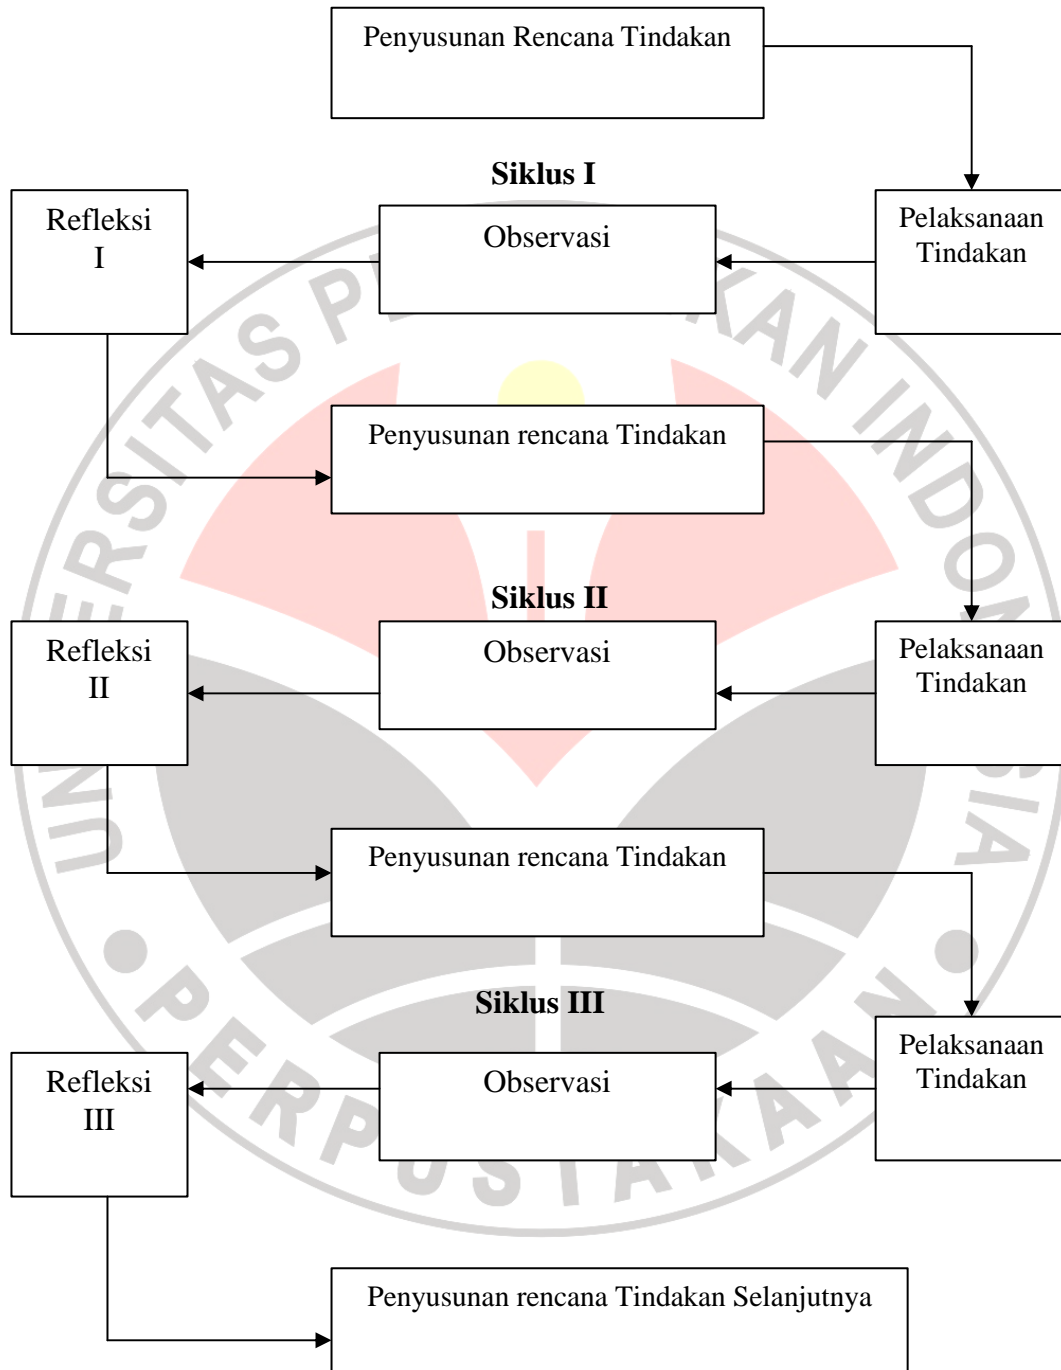 Penyusunan Rencana Tindakan
Siklus I
Refleksi
I
Observasi
Pelaksanaan
Tindakan
Penyusunan rencana Tindakan
Siklus II
Refleksi
II
Observasi
Pelaksanaan
Tindakan
Penyusunan rencana Tindakan
Siklus III
Refleksi
III
Observasi
Pelaksanaan
Tindakan
Penyusunan rencana Tindakan Selanjutnya
PERPUSTAKAAN